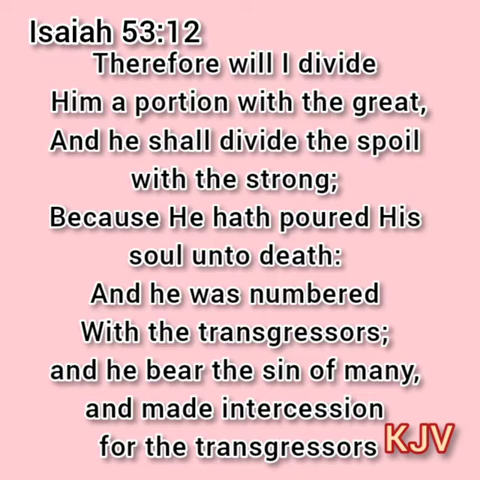 Isaiah 53:12
Therefore will I divide
Him a portion with the great,
And he shall divide the spoil
with the strong;
Because He hath poured His
soul unto death:
And he was numbered
With the transgressors;
and he bear the sin of many,
and made intercession
for the transgressors KJV